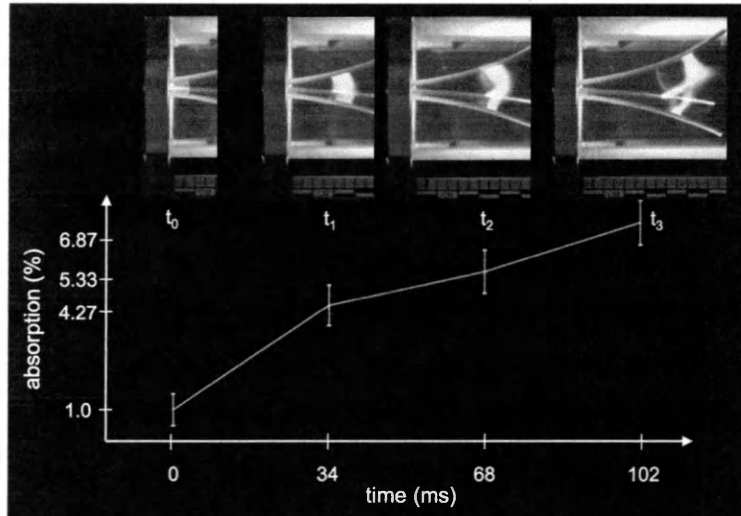 t0 t1 t2 t3
absorption (%)
6.87
5.33
4.27
1.0
0 34 68 102
time (ms)